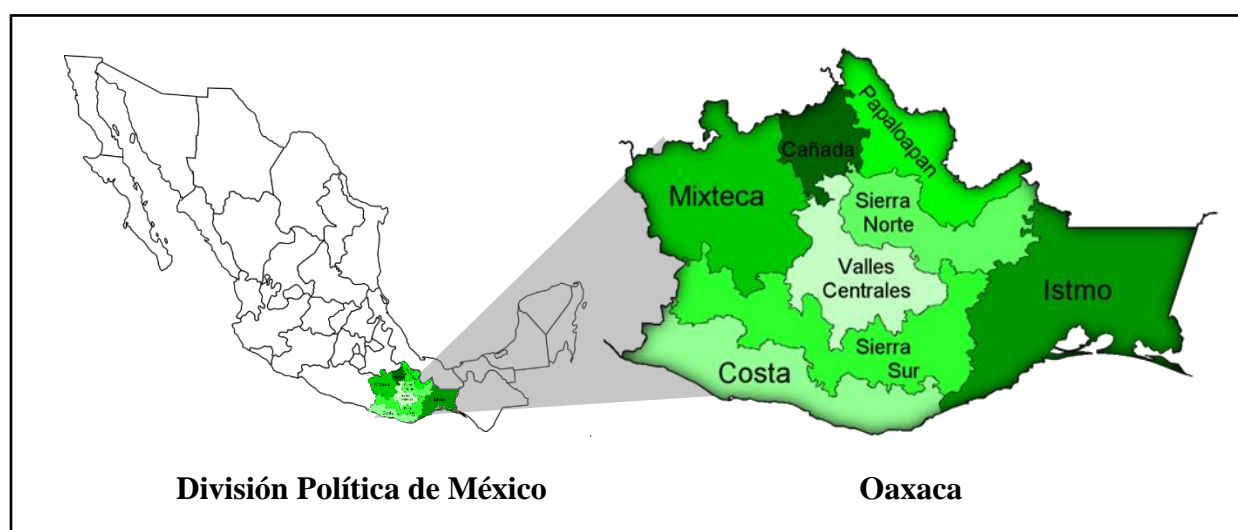 Papaloapan
Cañada
Mixteca
Sierra
Norte
Valles
Centrales
Istmo
Sierra
Sur
Costa
División Política de México
Oaxaca